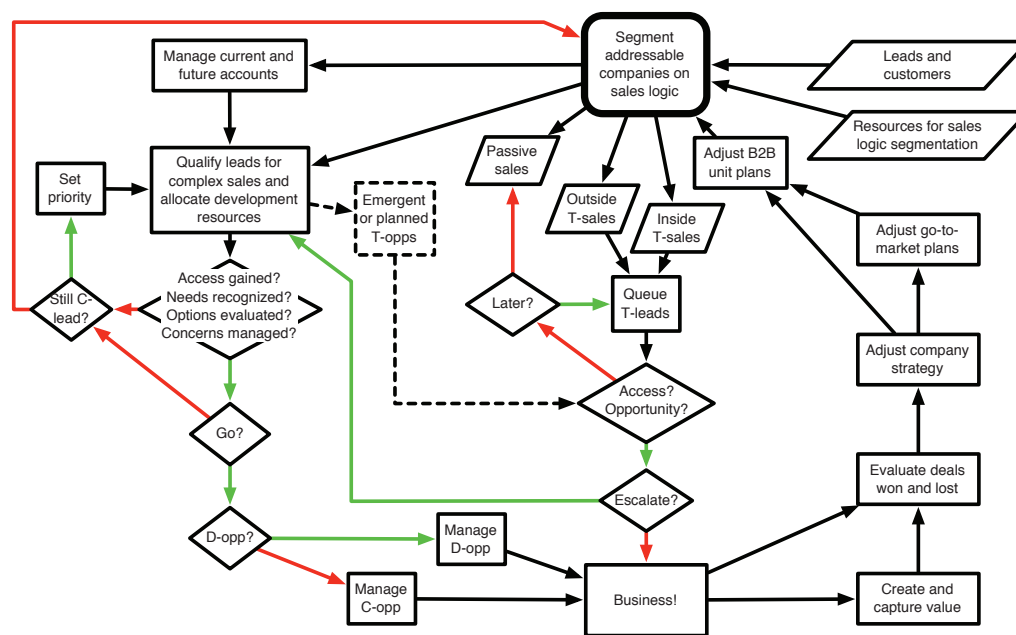 Segment
addressable
companies on
sales logic
Manage current and
future accounts
Leads and
customers
Resources for sales
logic segmentation
Passive
sales
Adjust B2B
unit plans
Set
priority
Qualify leads for
complex sales and
allocate development
resources
Emergent
or planned
T-opps
Outside
T-sales
Inside
T-sales
Adjust go-to-
market plans
Access gained?
Needs recognized?
Options evaluated?
Concerns managed?
Still C-
lead?
Later?
Queue
T-leads
Adjust company
strategy
Access?
Opportunity?
Go?
Evaluate deals
won and lost
Escalate?
D-opp?
Manage
D-opp
Manage
C-opp
Business!
Create and
capture value